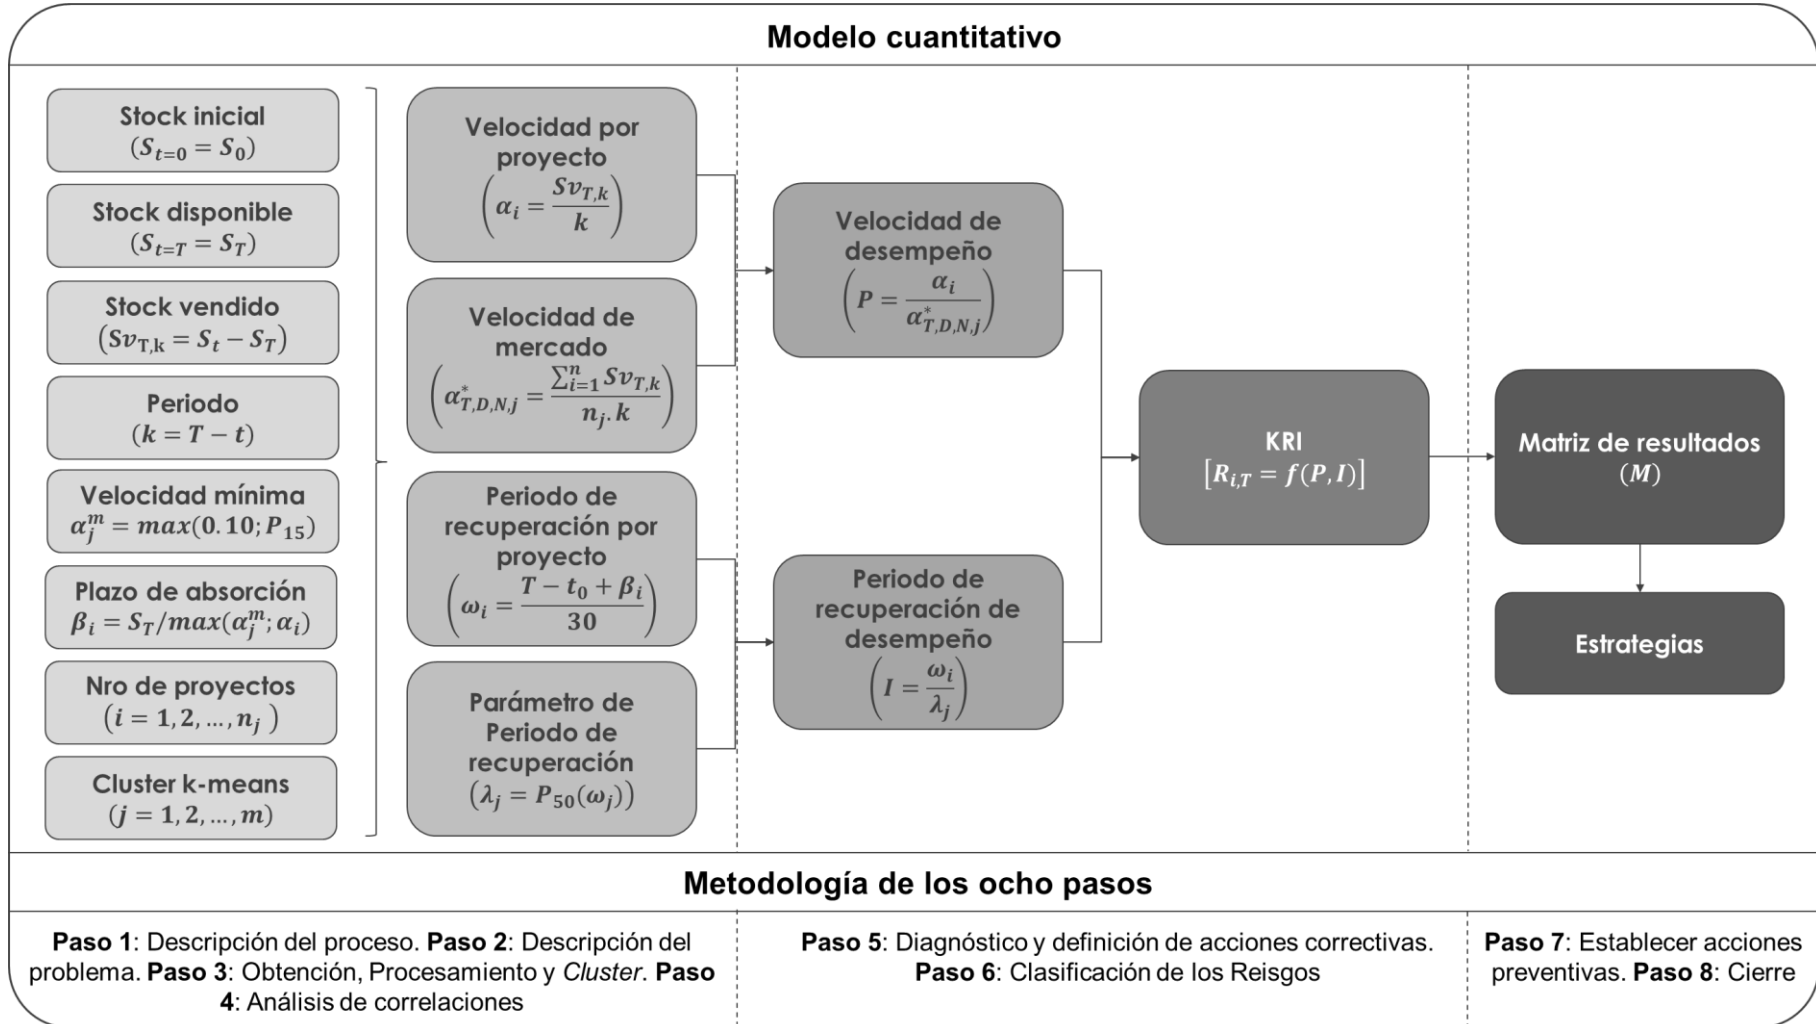 Modelo cuantitativo
Stock inicial
(S_{t=0} = S_0)
Stock disponible
(S_{t=T} = S_T)
Stock vendido
(Sv_{T,k} = S_t − S_T)
Periodo
(k = T − t)
Velocidad mínima
α_j^m = max(0.10; P_{15})
Plazo de absorción
β_i = S_T/max(α_j^m; α_i)
Nro de proyectos
(i = 1, 2, ..., n_j )
Cluster k-means
(j = 1, 2, ..., m)
Velocidad por
proyecto
(α_i = Sv_{T,k} / k)
Velocidad de
mercado
(α^*_{T,D,N,j} = ∑_{i=1}^n Sv_{T,k} / n_j.k)
Periodo de
recuperación por
proyecto
(ω_i = T − t_0 + β_i / 30)
Parámetro de
Periodo de
recuperación
(λ_j = P_{50}(ω_j))
Velocidad de
desempeño
(P = α_i / α^*_{T,D,N,j})
Periodo de
recuperación de
desempeño
(I = ω_i / λ_j)
KRI
[R_{i,T} = f(P, I)]
Matriz de resultados
(M)
Estrategias
Metodología de los ocho pasos
Paso 1: Descripción del proceso. Paso 2: Descripción del
problema. Paso 3: Obtención, Procesamiento y Cluster. Paso
4: Análisis de correlaciones
Paso 5: Diagnóstico y definición de acciones correctivas.
Paso 6: Clasificación de los Reisgos
Paso 7: Establecer acciones
preventivas. Paso 8: Cierre